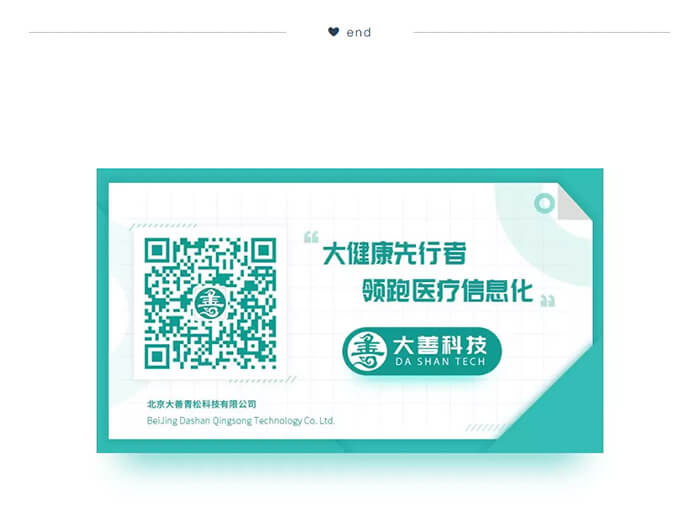 end
“大健康先行者
领跑医疗信息化”
善 大善科技
DA SHAN TECH
善
北京大善青松科技有限公司
BeiJing Dashan Qingsong Technology Co. Ltd.